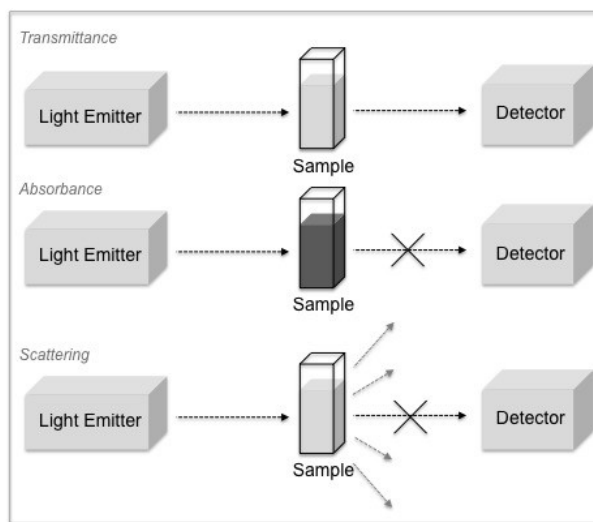 Transmittance
Light Emitter
Sample
Detector
Absorbance
Light Emitter
Sample
Detector
Scattering
Light Emitter
Sample
Detector